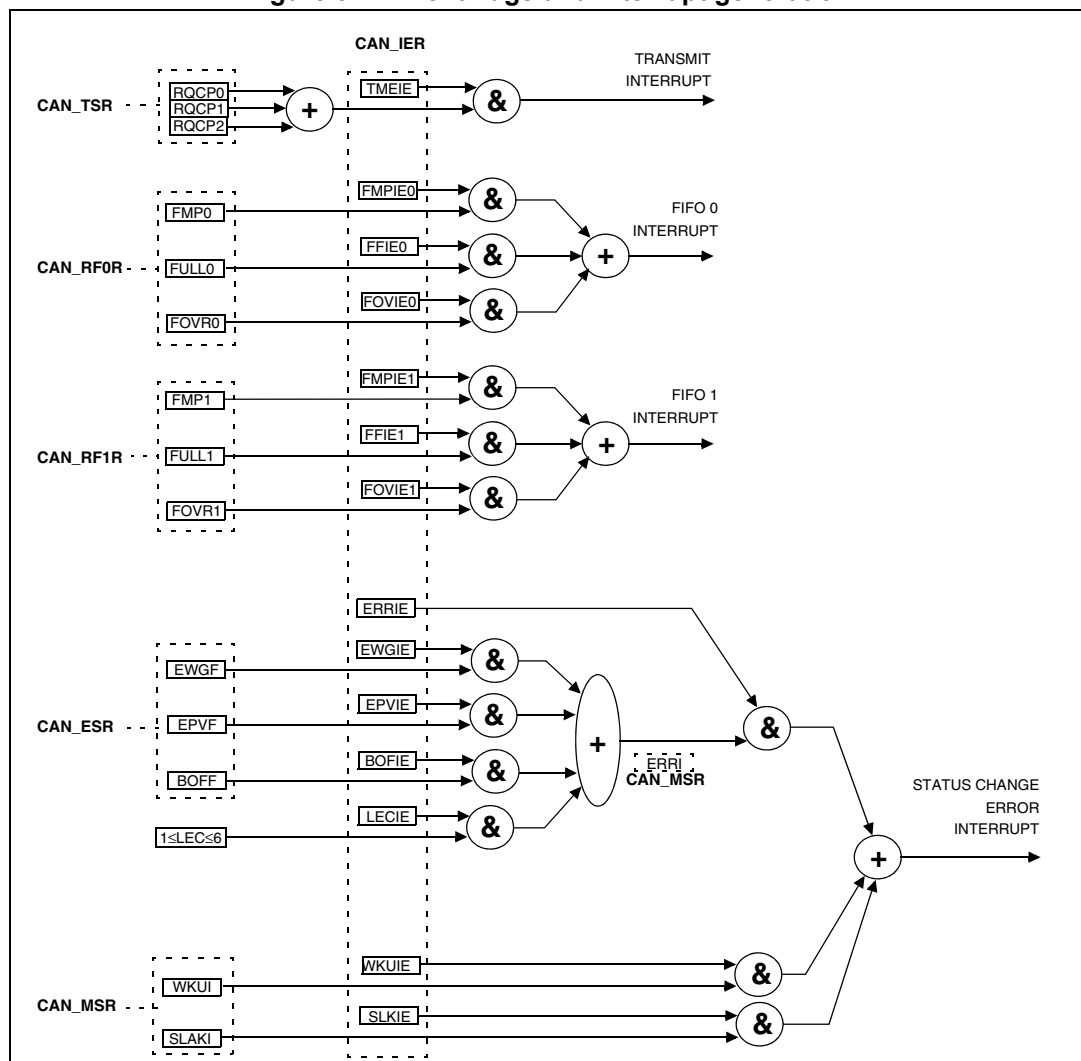 CAN_IER
TRANSMIT
INTERRUPT
CAN_TSR
RQCP0
RQCP1
RQCP2
+
TMEIE
&
FMPIE0
&
FIFO 0
INTERRUPT
FMP0
FFIE0
&
+
CAN_RF0R
FULL0
FOVIE0
&
FOVR0
FMPIE1
&
FIFO 1
INTERRUPT
FMP1
FFIE1
&
+
CAN_RF1R
FULL1
FOVIE1
&
FOVR1
ERRIE
EWGIE
&
EWGF
EPVIE
&
CAN_ESR
EPVF
+
&
BOFIE
&
ERRI
CAN_MSR
BOFF
STATUS CHANGE
ERROR
INTERRUPT
LECIE
&
1≤LEC≤6
+
WKUIE
&
WKUI
CAN_MSR
SLKIE
&
SLAKI